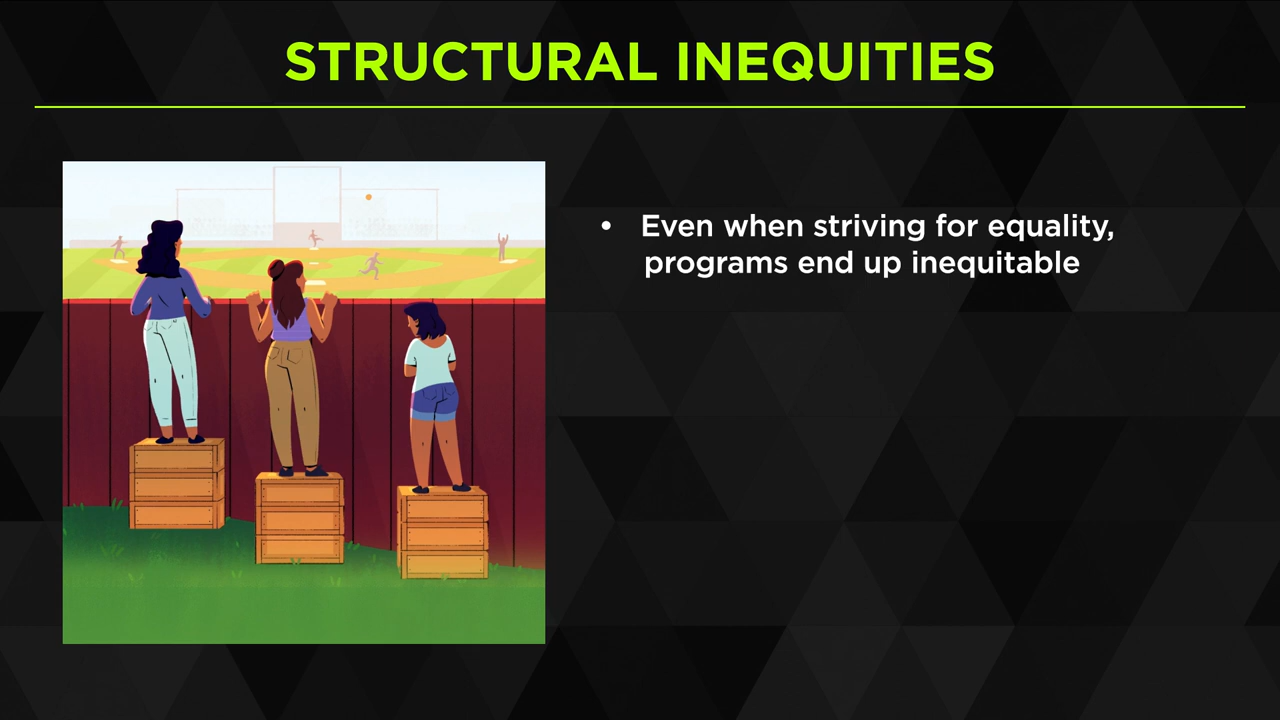 STRUCTURAL INEQUITIES
• Even when striving for equality,
programs end up inequitable